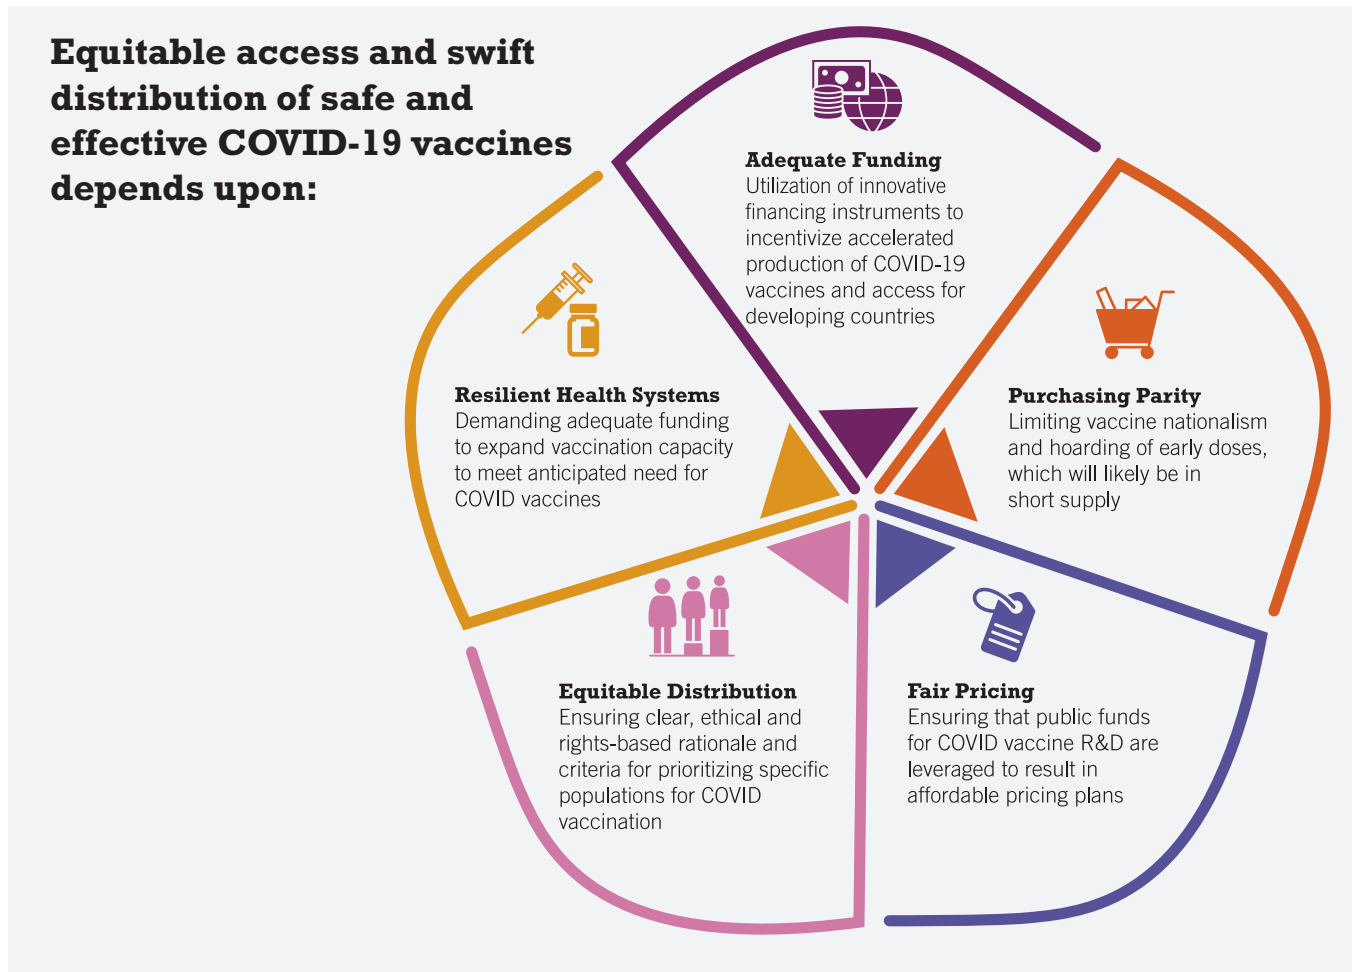 Equitable access and swift
distribution of safe and
effective COVID-19 vaccines
depends upon:
Adequate Funding
Utilization of innovative
financing instruments to
incentivize accelerated
production of COVID-19
vaccines and access for
developing countries
Purchasing Parity
Limiting vaccine nationalism
and hoarding of early doses,
which will likely be in
short supply
Fair Pricing
Ensuring that public funds
for COVID vaccine R&D are
leveraged to result in
affordable pricing plans
Equitable Distribution
Ensuring clear, ethical and
rights-based rationale and
criteria for prioritizing specific
populations for COVID
vaccination
Resilient Health Systems
Demanding adequate funding
to expand vaccination capacity
to meet anticipated need for
COVID vaccines